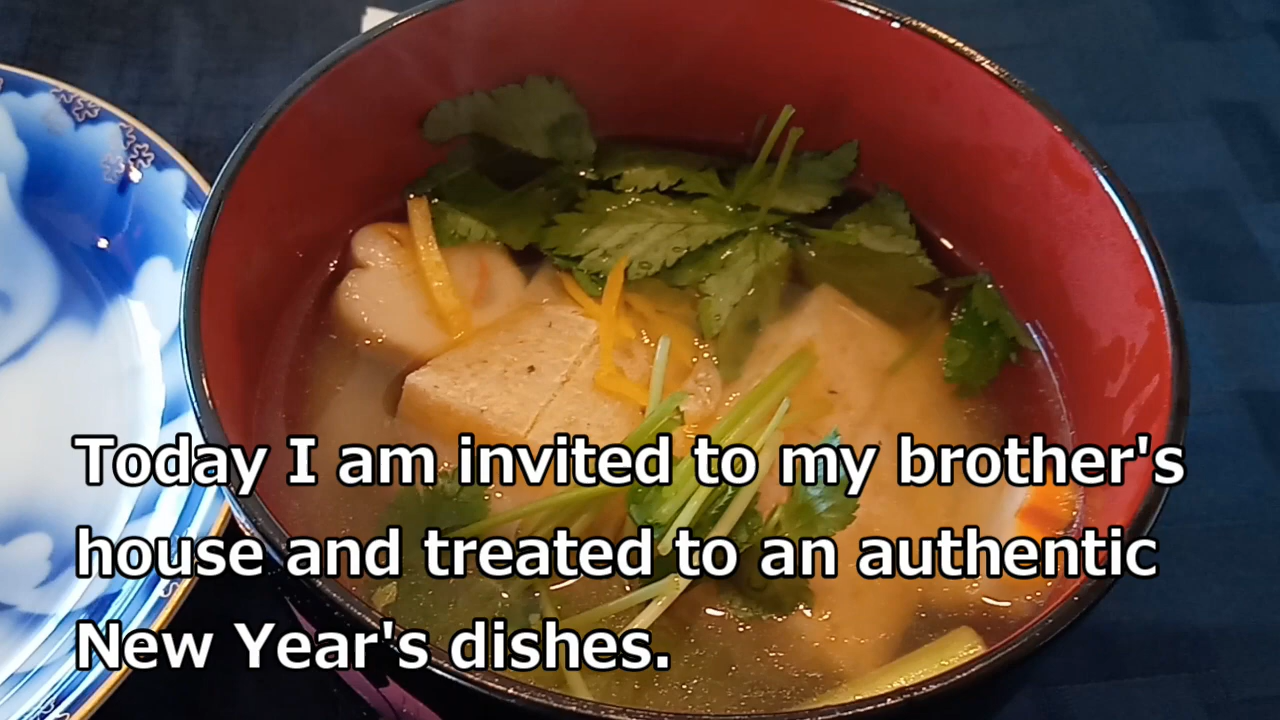 Today I am invited to my brother's
house and treated to an authentic
New Year's dishes.